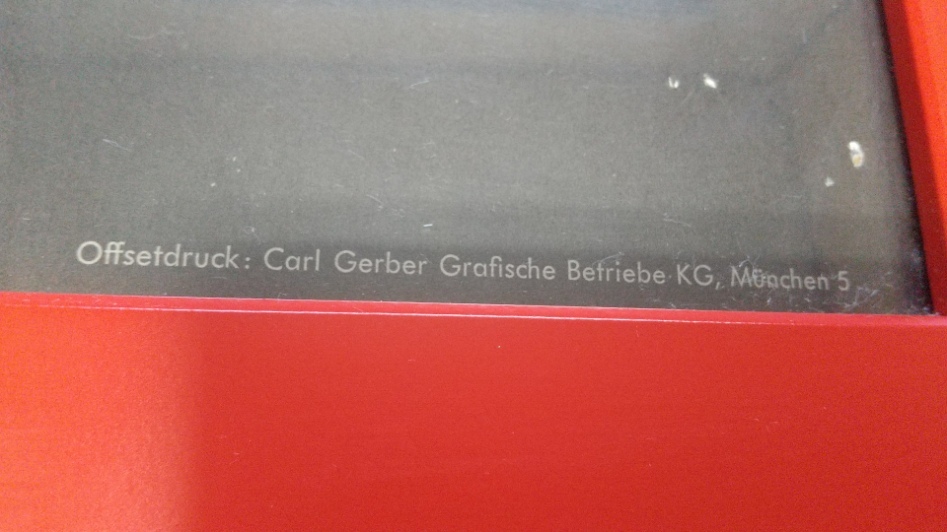 Offsetdruck: Carl Gerber Grafische Betriebe KG, München 5